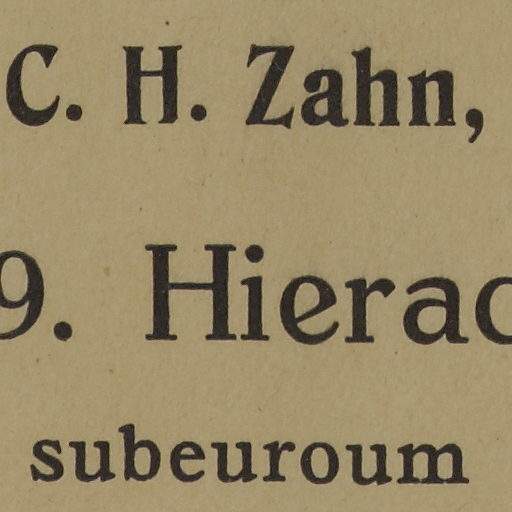 C. H. Zahn,
9. Hierac
subeuroum